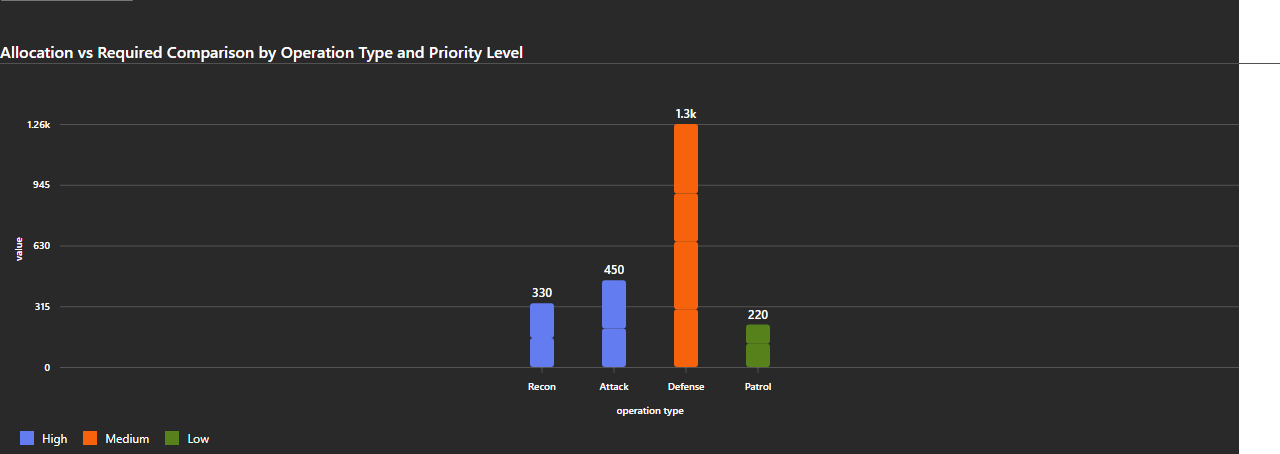 Allocation vs Required Comparison by Operation Type and Priority Level
1.26k
945
630
315
0
value
330
450
1.3k
220
Recon
Attack
Defense
Patrol
operation type
High
Medium
Low